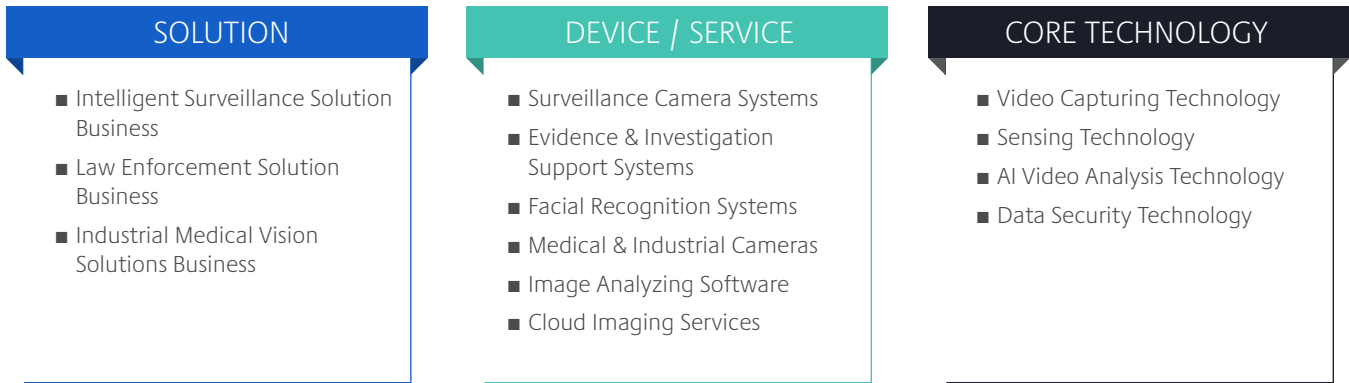 SOLUTION
■ Intelligent Surveillance Solution
Business
■ Law Enforcement Solution
Business
■ Industrial Medical Vision
Solutions Business
DEVICE / SERVICE
■ Surveillance Camera Systems
■ Evidence & Investigation
Support Systems
■ Facial Recognition Systems
■ Medical & Industrial Cameras
■ Image Analyzing Software
■ Cloud Imaging Services
CORE TECHNOLOGY
■ Video Capturing Technology
■ Sensing Technology
■ AI Video Analysis Technology
■ Data Security Technology